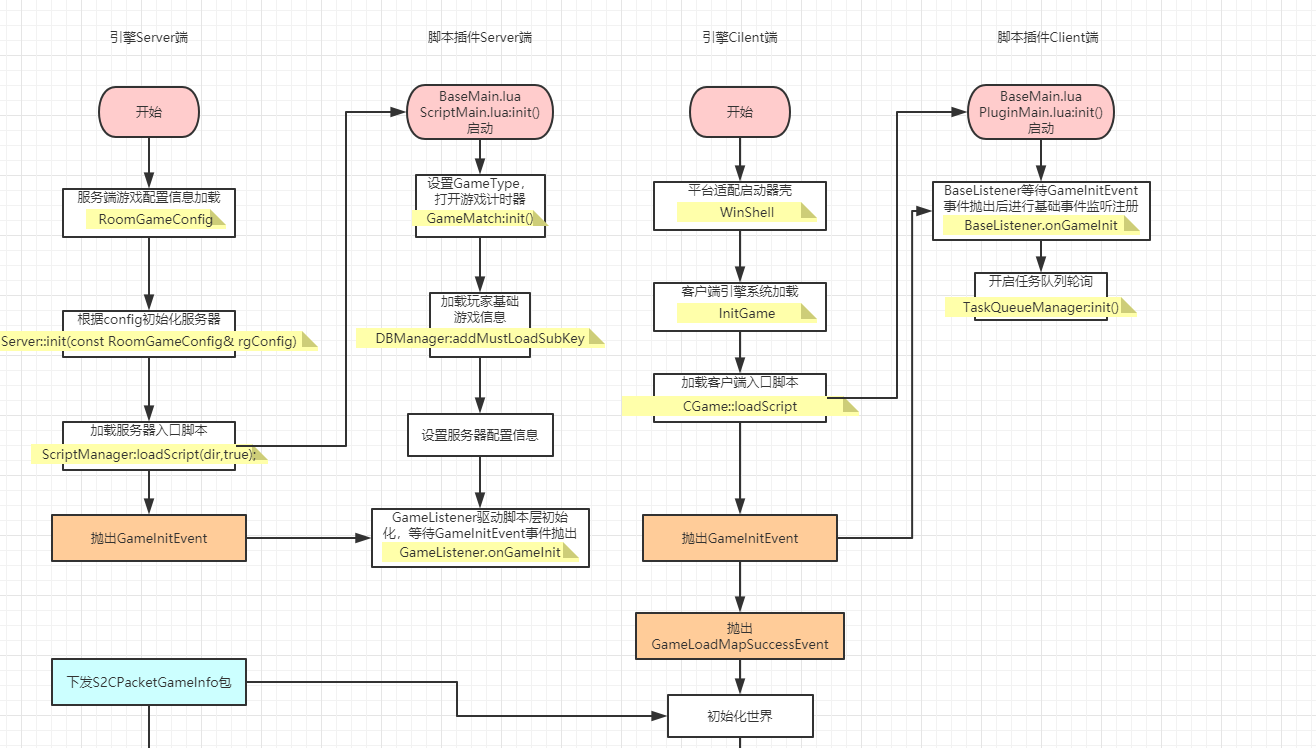 引擎Server端
开始
服务端游戏配置信息加载
RoomGameConfig
根据config初始化服务器
Server::init(const RoomGameConfig& rgConfig)
加载服务器入口脚本
ScriptManager:loadScript(dir,true);
抛出GameInitEvent
下发S2CPacketGameInfo包
脚本插件Server端
BaseMain.lua
ScriptMain.lua:init()
启动
设置GameType，
打开游戏计时器
GameMatch:init()
加载玩家基础
游戏信息
DBManager:addMustLoadSubKey
设置服务器配置信息
GameListener驱动脚本层初始
化，等待GameInitEvent事件抛出
GameListener.onGameInit
引擎Cilent端
开始
平台适配启动器壳
WinShell
客户端引擎系统加载
InitGame
加载客户端入口脚本
CGame::loadScript
抛出GameInitEvent
抛出
GameLoadMapSuccessEvent
初始化世界
脚本插件Client端
BaseMain.lua
PluginMain.lua:init()
启动
BaseListener等待GameInitEvent
事件抛出后进行基础事件监听注册
BaseListener.onGameInit
开启任务队列轮询
TaskQueueManager:init()